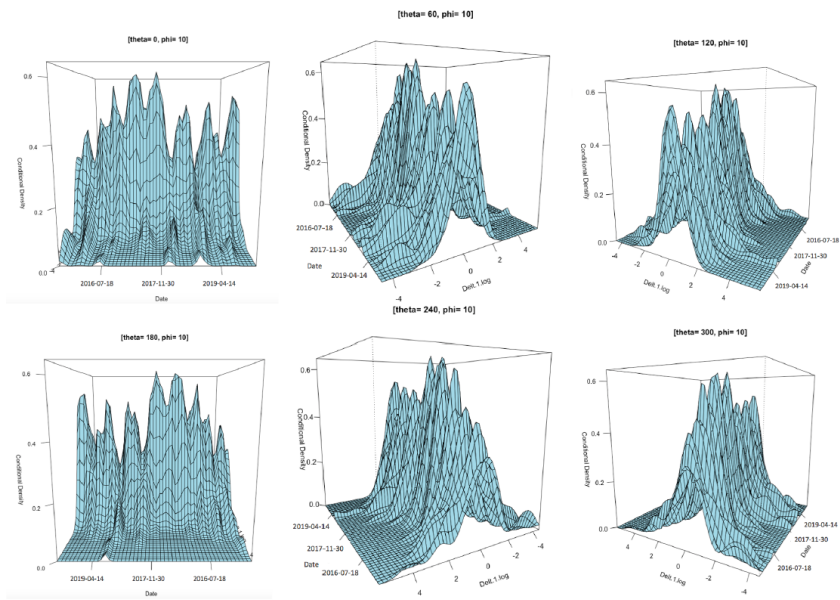 [theta= 0, phi= 10]
0.6
0.4
0.2
0.0
-4
Conditional Density
2016-07-18
2017-11-30
2019-04-14
Date
[theta= 60, phi= 10]
0.6
0.4
0.2
0.0
Conditional Density
2016-07-18
2017-11-30
2019-04-14
Date
-4
-2
0
2
4
Delt.1.log
[theta= 120, phi= 10]
0.6
0.4
0.2
0.0
Conditional Density
-4
-2
0
2
4
Delt.1.log
2016-07-18
2017-11-30
2019-04-14
Date
[theta= 180, phi= 10]
0.6
0.4
0.2
0.0
Conditional Density
4
2019-04-14
2017-11-30
2016-07-18
Date
[theta= 240, phi= 10]
0.6
0.4
0.2
0.0
Conditional Density
2019-04-14
2017-11-30
2016-07-18
Date
4
2
0
-2
-4
Delt.1.log
[theta= 300, phi= 10]
0.6
0.4
0.2
0.0
Conditional Density
4
2
0
-2
-4
Delt.1.log
2019-04-14
2017-11-30
2016-07-18
Date